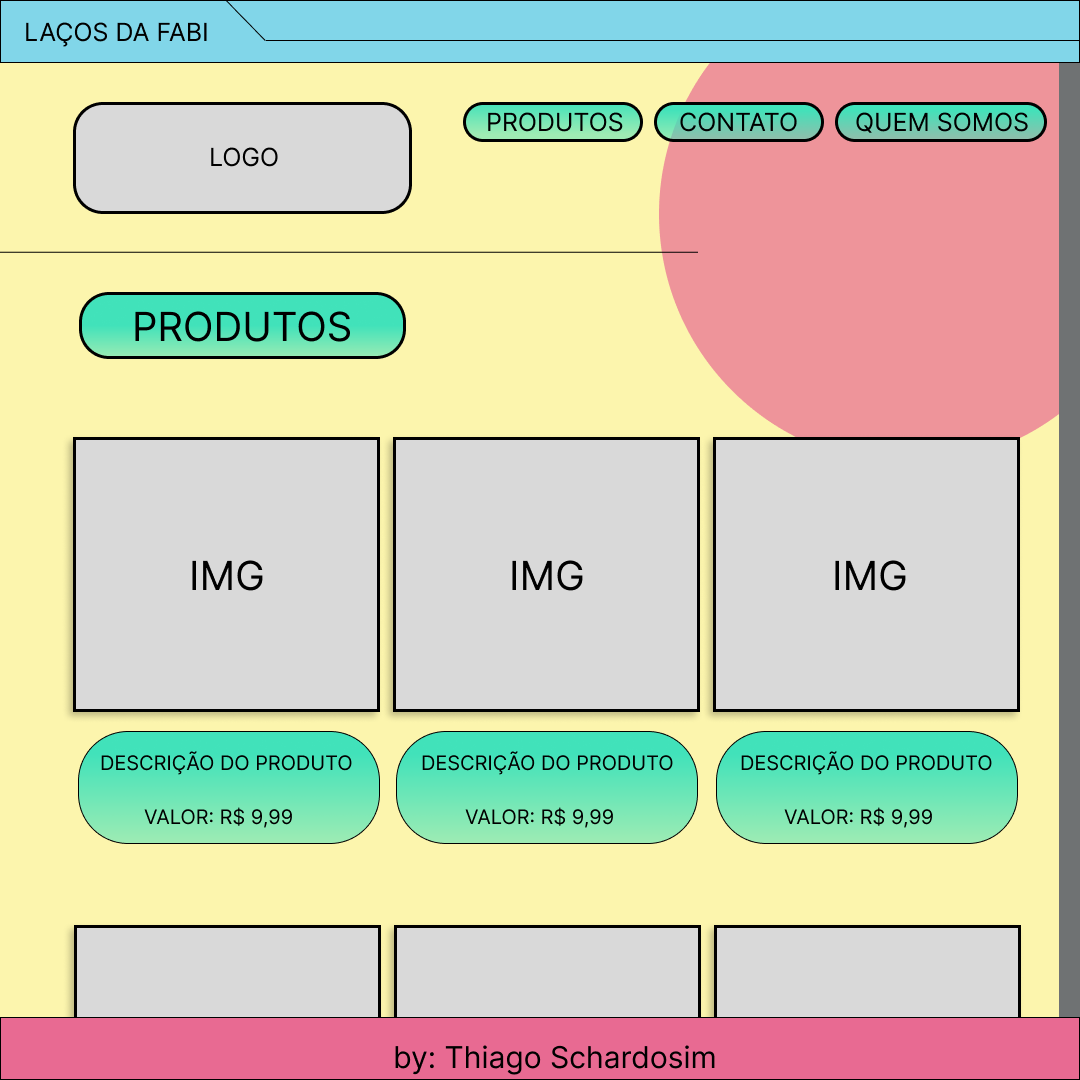 LAÇOS DA FABI
LOGO
PRODUTOS
CONTATO
QUEM SOMOS
PRODUTOS
IMG
IMG
IMG
DESCRIÇÃO DO PRODUTO
VALOR: R$ 9,99
DESCRIÇÃO DO PRODUTO
VALOR: R$ 9,99
DESCRIÇÃO DO PRODUTO
VALOR: R$ 9,99
by: Thiago Schardosim